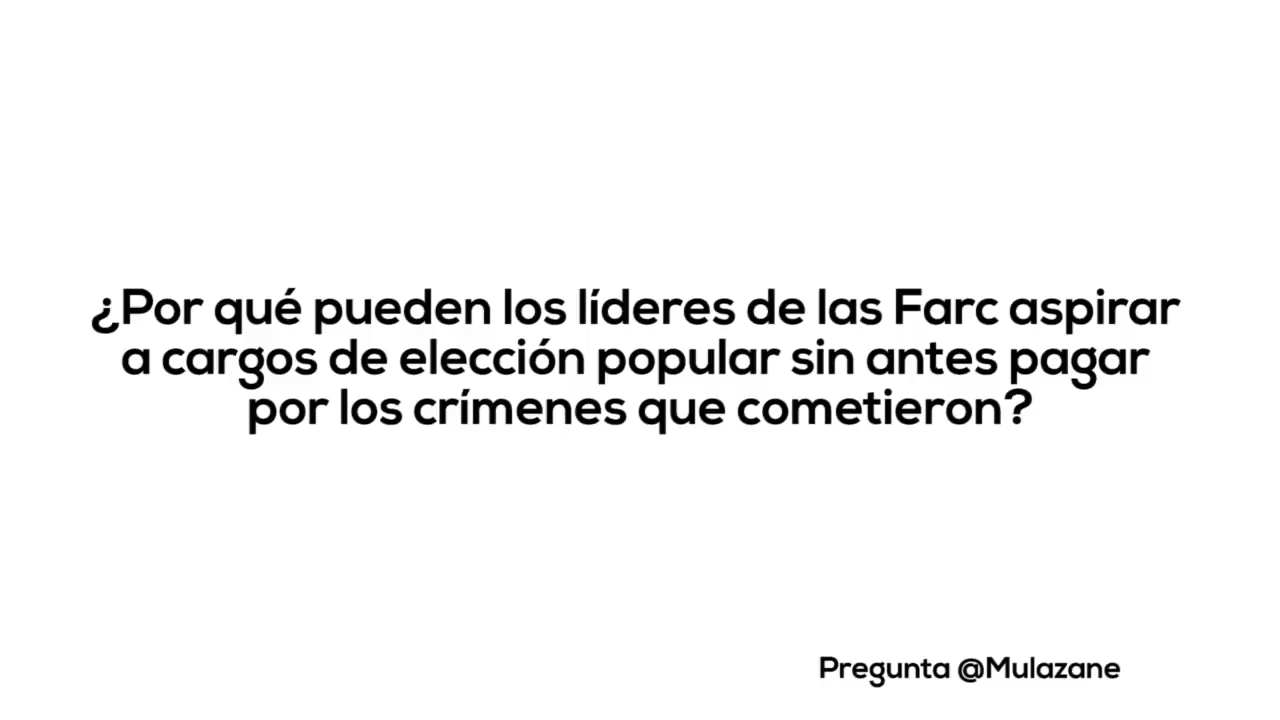 ¿Por qué pueden los líderes de las Farc aspirar
a cargos de elección popular sin antes pagar
por los crímenes que cometieron?
Pregunta @Mulazane